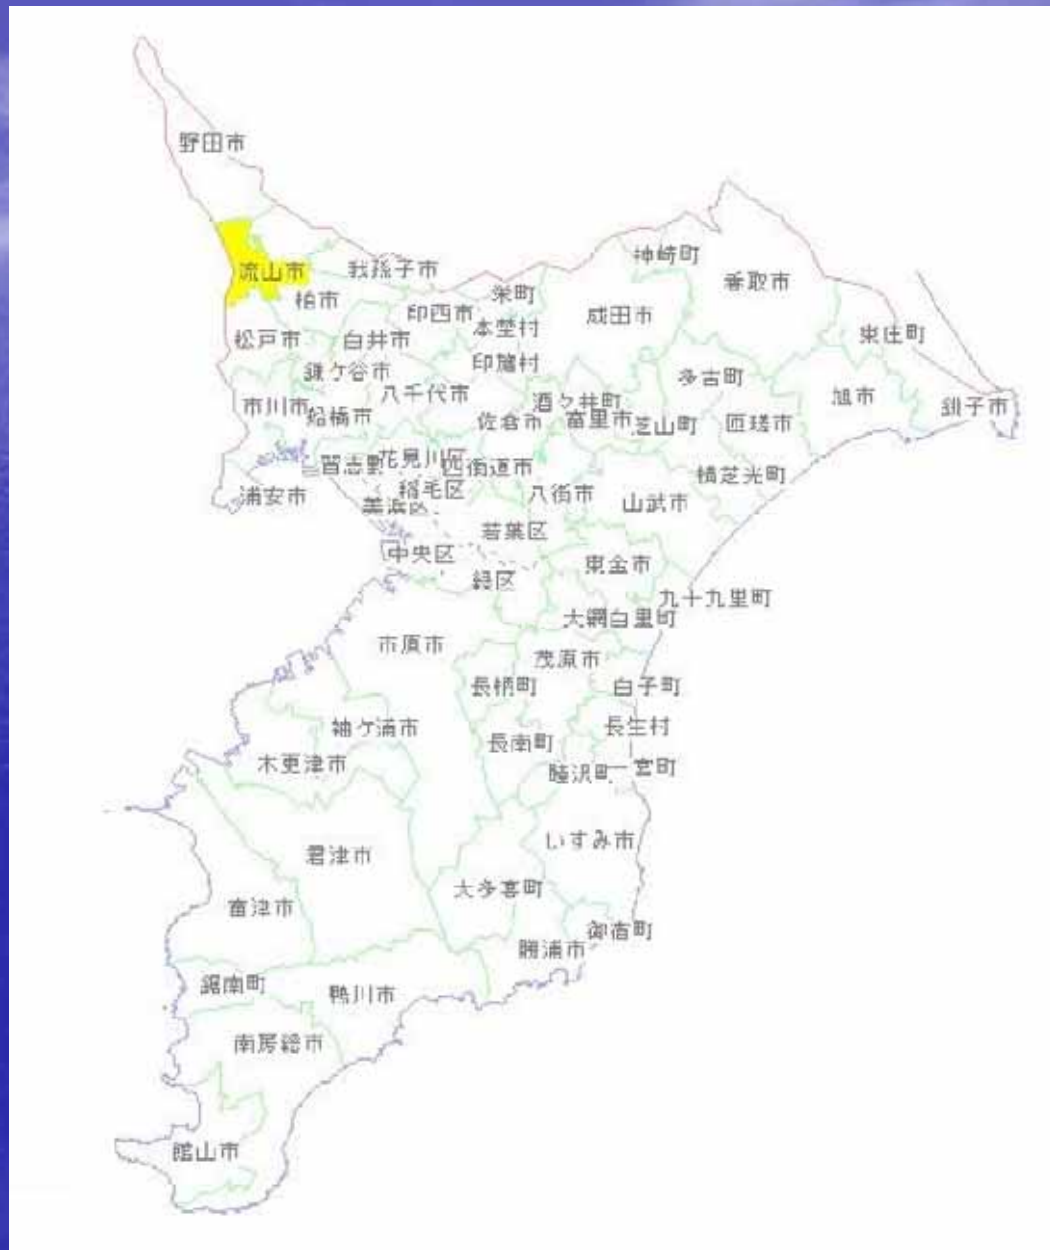 野田市
神崎町
香取市
流山市
我孫子市
柏市
栄町
印西市
本埜村
成田市
東庄町
松戸市
白井市
印旛村
鎌ケ谷市
多古町
八千代市
旭市
市川市
船橋市
酒々井町
佐倉市
富里市
芝山町
匝瑳市
銚子市
習志野
花見川区
四街道市
横芝光町
浦安市
稲毛区
美浜区
八街市
山武市
若葉区
中央区
東金市
緑区
九十九里町
大網白里町
市原市
茂原市
長柄町
白子町
袖ケ浦市
長生村
長南町
木更津市
睦沢町
一宮町
いすみ市
君津市
大多喜町
富津市
御宿町
勝浦市
鋸南町
鴨川市
南房総市
館山市